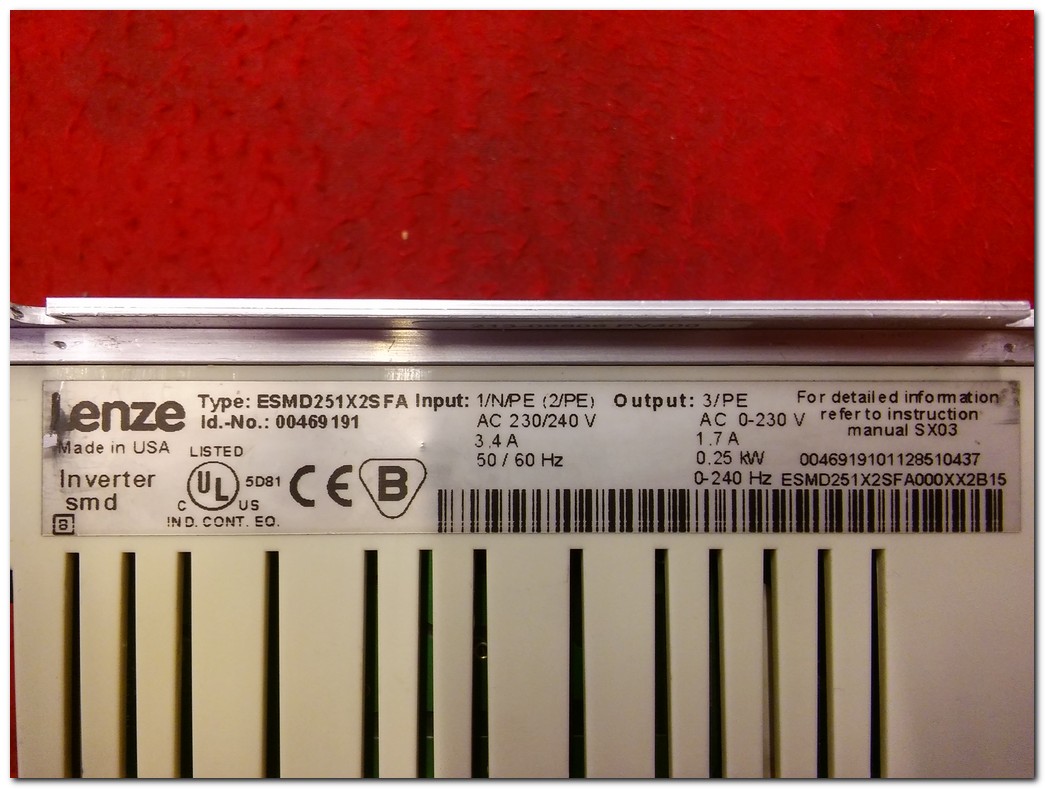 Lenze
Made in USA
Inverter
smd
Type: ESMD251X2SFA
Id.-No.: 00469191
LISTED
UL
C US
5D81
IND. CONT. EQ.
CE
B
Input: 1/N/PE (2/PE)
AC 230/240 V
3.4 A
50 / 60 Hz
Output: 3/PE
AC 0-230 V
1.7 A
0.25 kW
0-240 Hz
For detailed information
refer to instruction
manual SX03
0046919101128510437
ESMD251X2SFA000XX2B15